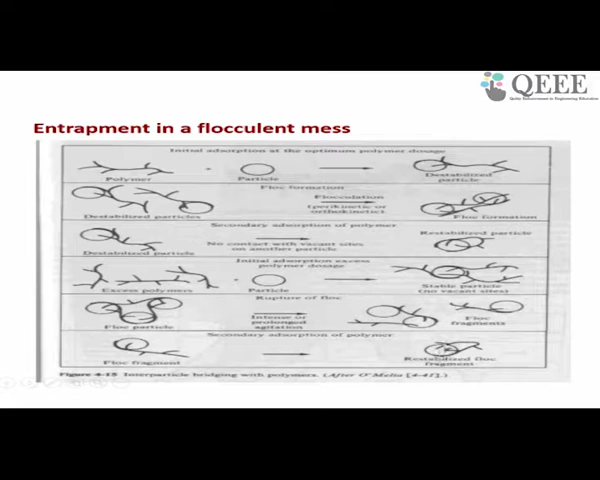 QEEE
Quality Enhancement in Engineering Education
Entrapment in a flocculent mess
Initial adsorption at the optimum polymer dosage
Polymer
+
Particle
Destabilized
particle
Floc formation
Destabilized particles
Flocculation
(perikinetic or
orthokinetic)
Floc formation
Secondary adsorption of polymer
Destabilized particle
No contact with vacant sites
on another particle
Restabilized particle
Initial adsorption excess
polymer dosage
Excess polymers
+
Particle
Stable particle
(no vacant sites)
Rupture of floc
Floc particle
Intense or
prolonged
agitation
Floc
fragments
Secondary adsorption of polymer
Floc fragment
Restabilized floc
fragment
Figure 4-15 Interparticle bridging with polymers. (After O'Melia [4-41].)